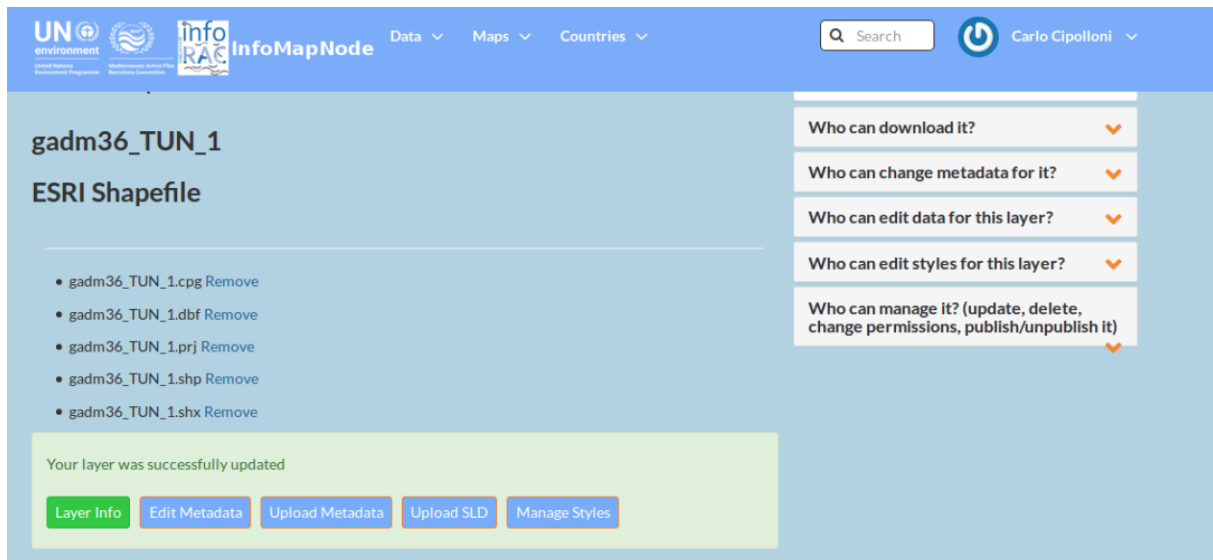 UN
environment
United Nations
Environment Programme
Mediterranean Action Plan
Barcelona Convention
info
RAC
InfoMapNode
Data
Maps
Countries
Search
Carlo Cipolloni
gadm36_TUN_1
ESRI Shapefile
gadm36_TUN_1.cpg Remove
gadm36_TUN_1.dbf Remove
gadm36_TUN_1.prj Remove
gadm36_TUN_1.shp Remove
gadm36_TUN_1.shx Remove
Your layer was successfully updated
Layer Info
Edit Metadata
Upload Metadata
Upload SLD
Manage Styles
Who can download it?
Who can change metadata for it?
Who can edit data for this layer?
Who can edit styles for this layer?
Who can manage it? (update, delete,
change permissions, publish/unpublish it)